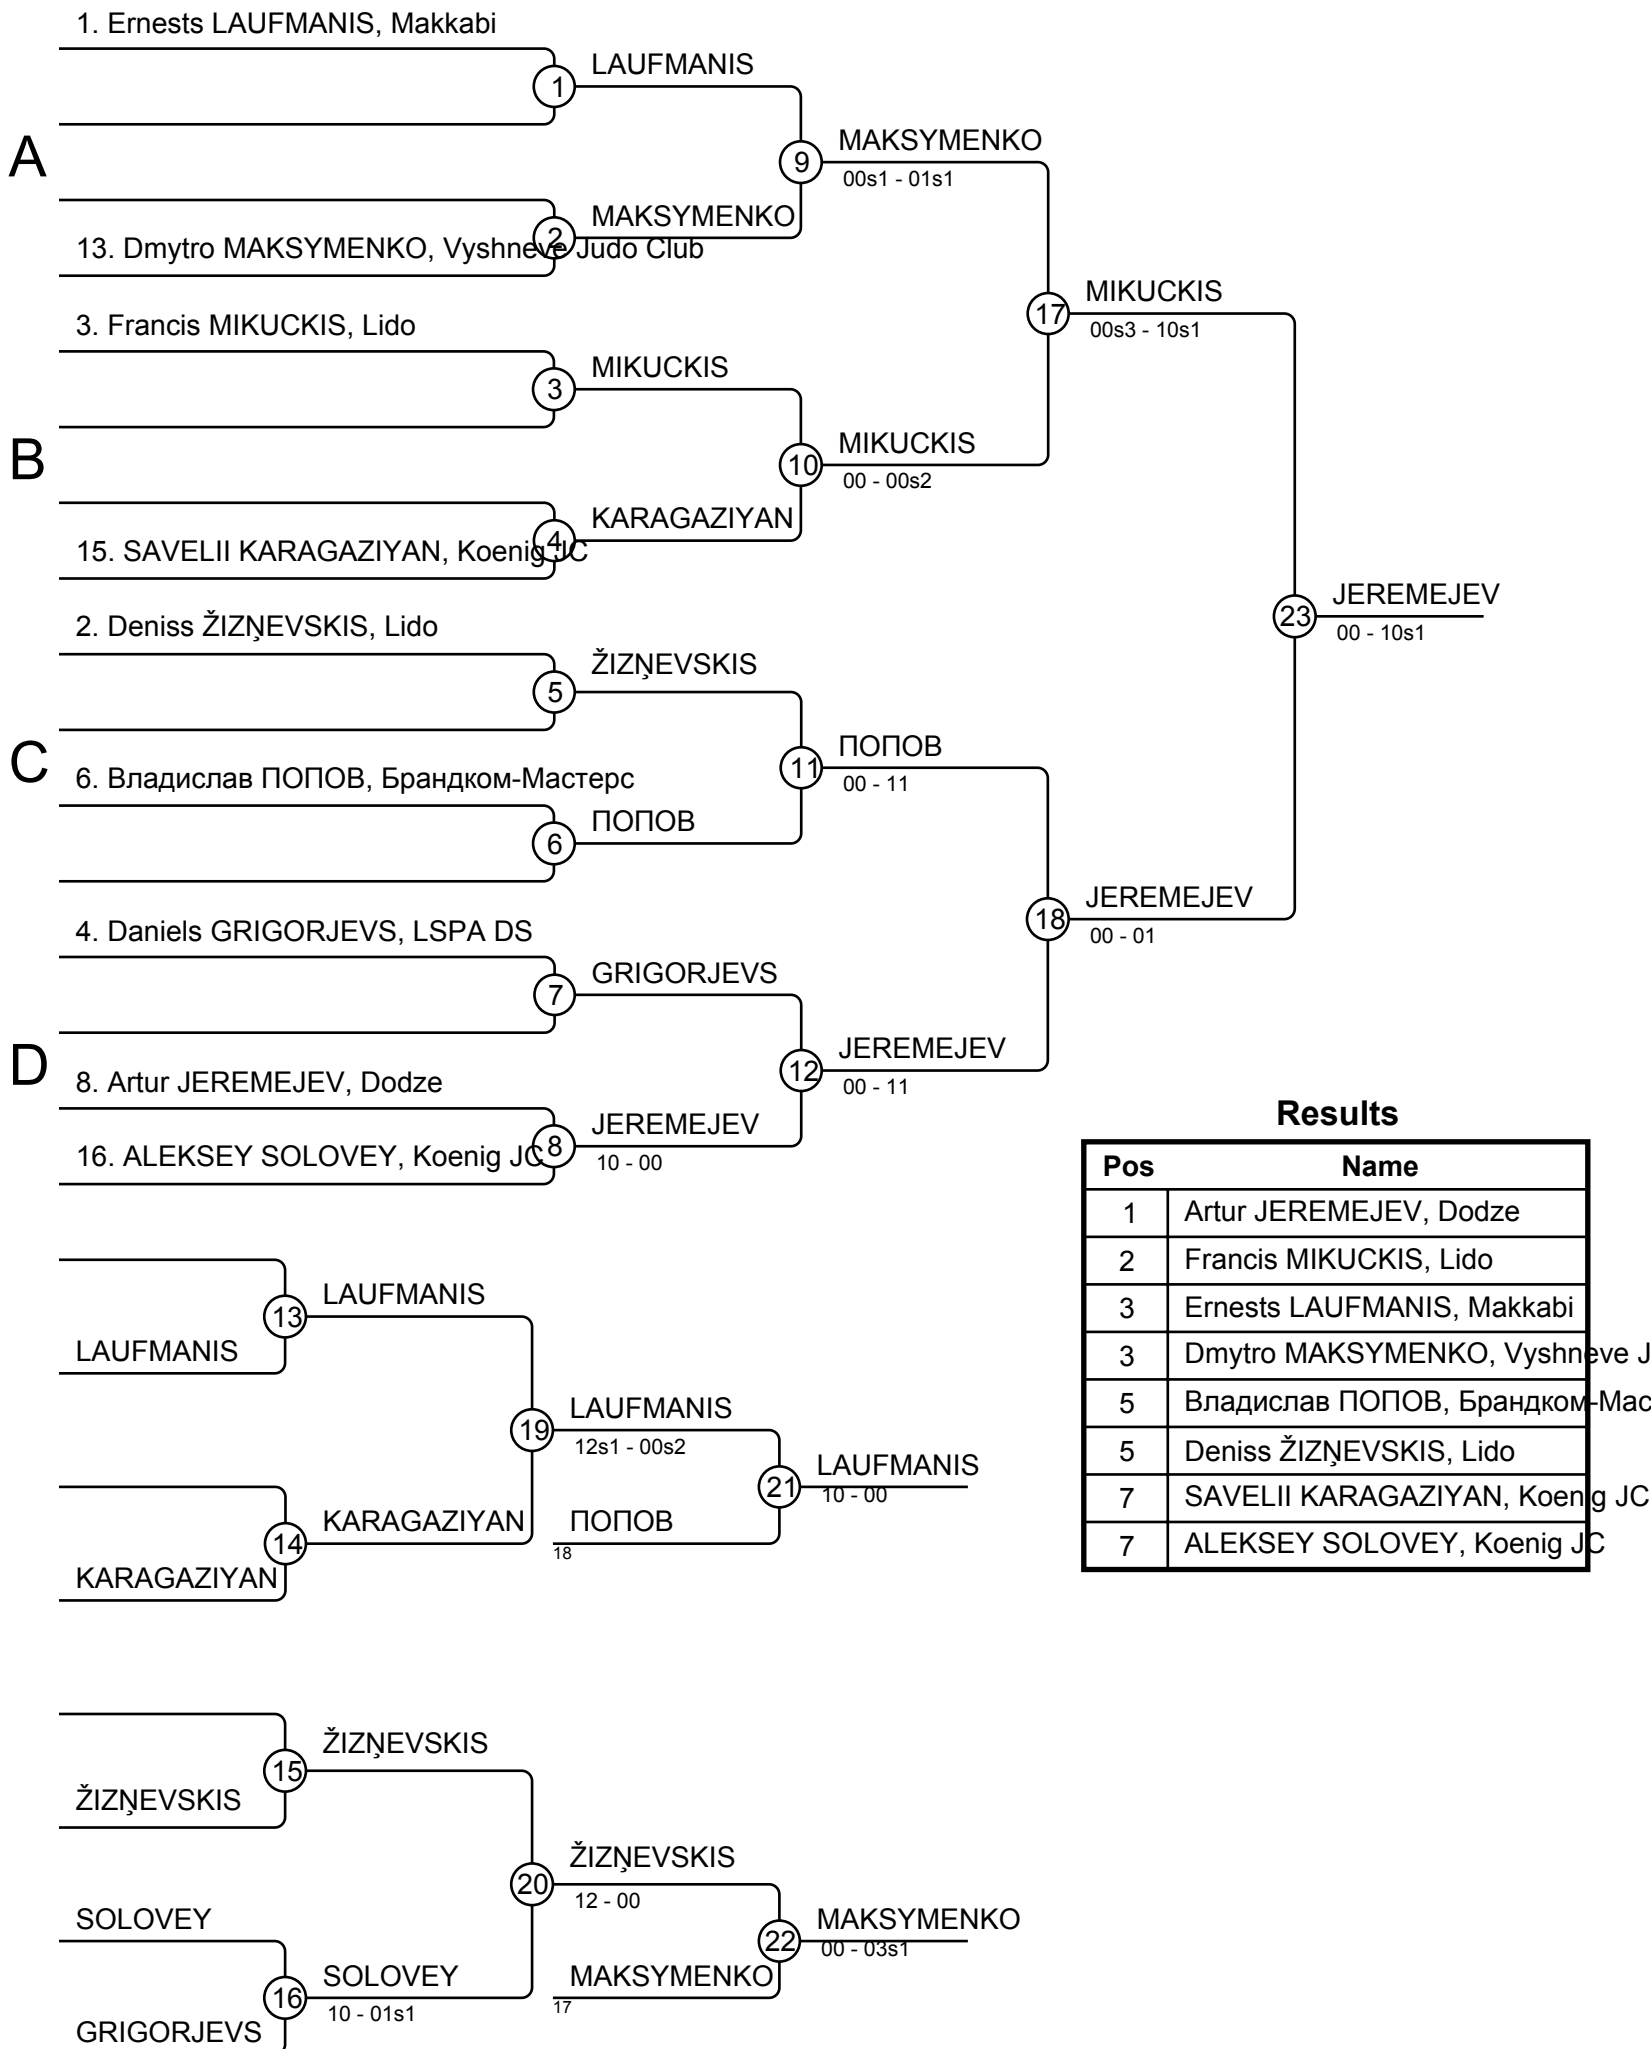 1. Ernests LAUFMANIS, Makkabi
1
LAUFMANIS
A
9
MAKSYMENKO
00s1 - 01s1
2
MAKSYMENKO
13. Dmytro MAKSYMENKO, Vyshneve Judo Club
17
MIKUCKIS
00s3 - 10s1
3. Francis MIKUCKIS, Lido
3
MIKUCKIS
B
10
MIKUCKIS
00 - 00s2
4
KARAGAZIYAN
15. SAVELII KARAGAZIYAN, Koenig JC
23
JEREMEJEV
00 - 10s1
2. Deniss ŽIZŅEVSKIS, Lido
5
ŽIZŅEVSKIS
C
11
ПОПОВ
00 - 11
6. Владислав ПОПОВ, Брандком-Мастерс
6
ПОПОВ
18
JEREMEJEV
00 - 01
4. Daniels GRIGORJEVS, LSPA DS
7
GRIGORJEVS
D
12
JEREMEJEV
00 - 11
8. Artur JEREMEJEV, Dodze
8
JEREMEJEV
10 - 00
16. ALEKSEY SOLOVEY, Koenig JC
Results
Pos Name
1 Artur JEREMEJEV, Dodze
2 Francis MIKUCKIS, Lido
3 Ernests LAUFMANIS, Makkabi
3 Dmytro MAKSYMENKO, Vyshneve J
5 Владислав ПОПОВ, Брандком-Мас
5 Deniss ŽIZŅEVSKIS, Lido
7 SAVELII KARAGAZIYAN, Koenig JC
7 ALEKSEY SOLOVEY, Koenig JC
13
LAUFMANIS
LAUFMANIS
19
LAUFMANIS
12s1 - 00s2
21
LAUFMANIS
10 - 00
14
KARAGAZIYAN
ПОПОВ
18
KARAGAZIYAN
15
ŽIZŅEVSKIS
ŽIZŅEVSKIS
20
ŽIZŅEVSKIS
12 - 00
SOLOVEY
22
MAKSYMENKO
00 - 03s1
16
SOLOVEY
10 - 01s1
MAKSYMENKO
17
GRIGORJEVS